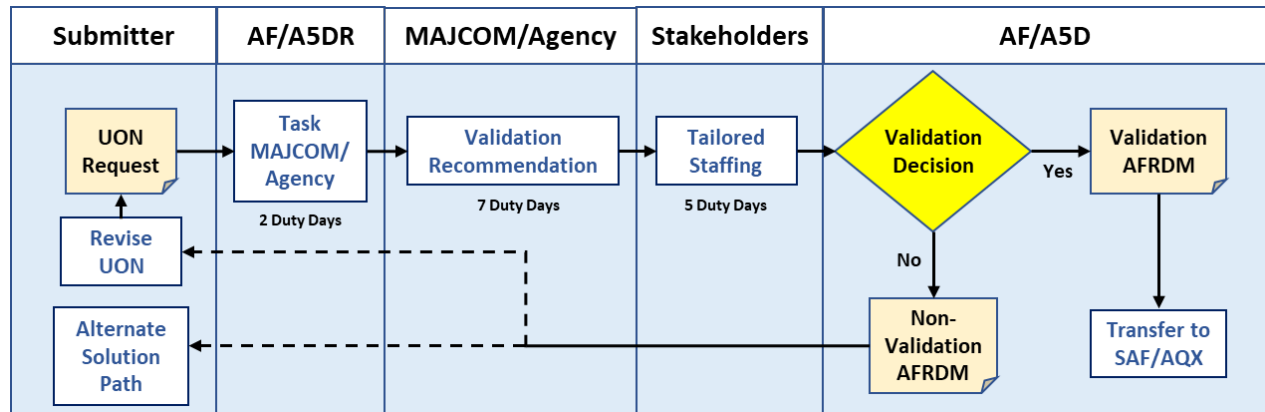 Submitter
AF/A5DR
MAJCOM/Agency
Stakeholders
AF/A5D
UON
Request
Task
MAJCOM/
Agency
2 Duty Days
Validation
Recommendation
7 Duty Days
Tailored
Staffing
5 Duty Days
Validation
Decision
Yes
Validation
AFRDM
Revise
UON
No
Alternate
Solution
Path
Non-
Validation
AFRDM
Transfer to
SAF/AQX